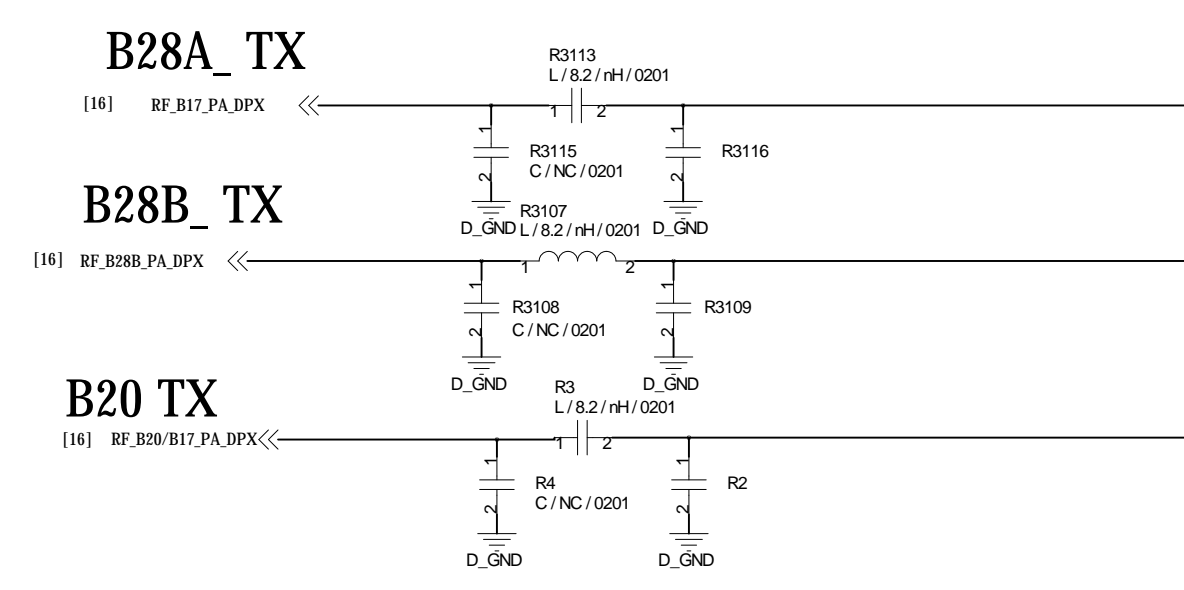 B28A_ TX
R3113
L / 8.2 / nH / 0201
[16] RF_B17_PA_DPX
1 2
1 1
R3115 R3116
C / NC / 0201
2 2
D_GND D_GND
B28B_ TX
R3107
L / 8.2 / nH / 0201
[16] RF_B28B_PA_DPX
1 2
1 1
R3108 R3109
C / NC / 0201
2 2
D_GND D_GND
B20 TX
R3
L / 8.2 / nH / 0201
[16] RF_B20/B17_PA_DPX
1 2
1 1
R4 R2
C / NC / 0201
2 2
D_GND D_GND